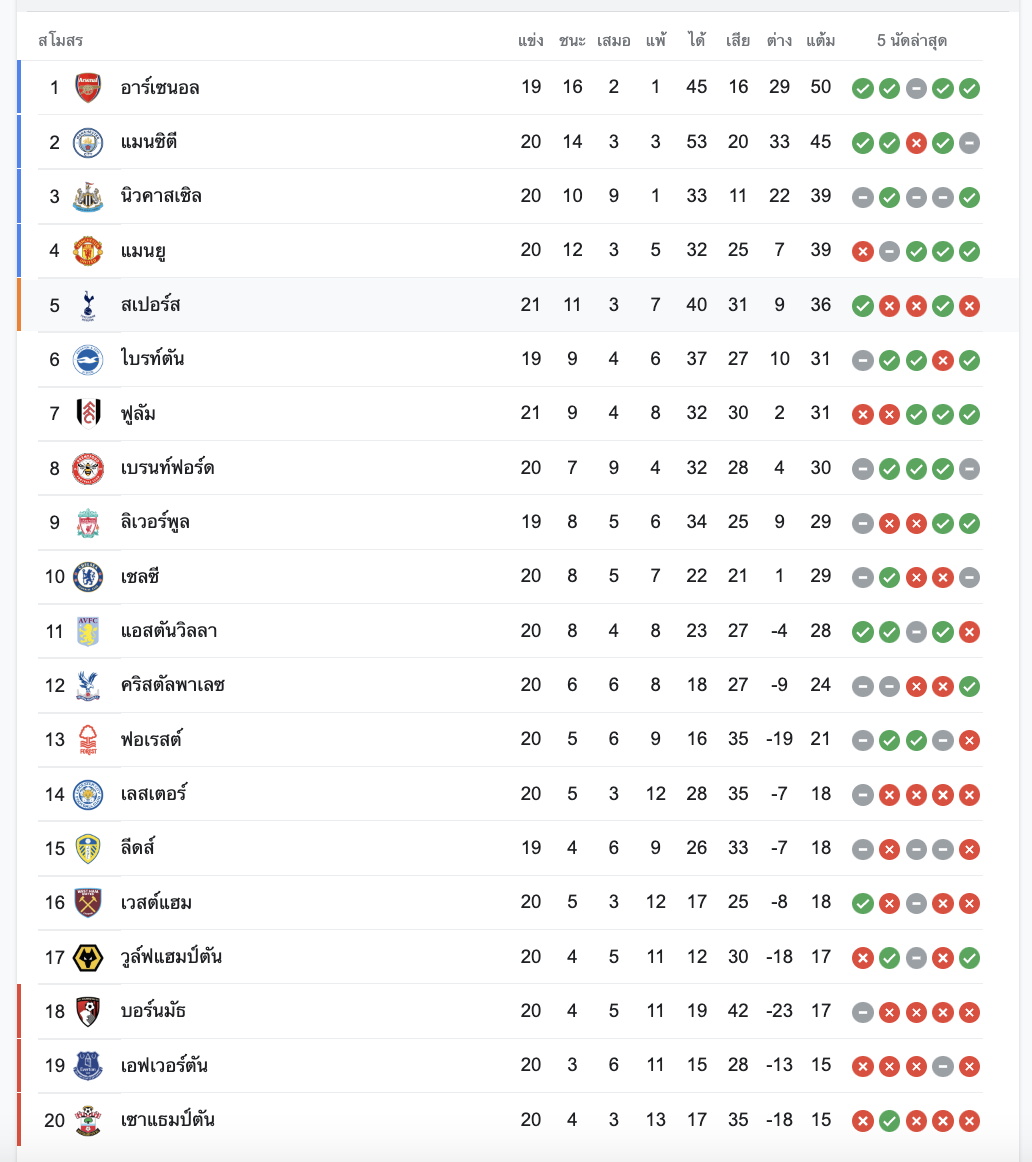 สโมสร แข่ง ชนะ เสมอ แพ้ ได้ เสีย ต่าง แต้ม 5 นัดล่าสุด
1 อาร์เซนอล 19 16 2 1 45 16 29 50
2 แมนซิตี 20 14 3 3 53 20 33 45
3 นิวคาสเซิล 20 10 9 1 33 11 22 39
4 แมนยู 20 12 3 5 32 25 7 39
5 สเปอร์ส 21 11 3 7 40 31 9 36
6 ไบรท์ตัน 19 9 4 6 37 27 10 31
7 ฟูลัม 21 9 4 8 32 30 2 31
8 เบรนท์ฟอร์ด 20 7 9 4 32 28 4 30
9 ลิเวอร์พูล 19 8 5 6 34 25 9 29
10 เชลซี 20 8 5 7 22 21 1 29
11 AVFC แอสตันวิลลา 20 8 4 8 23 27 -4 28
12 คริสตัลพาเลซ 20 6 6 8 18 27 -9 24
13 FOREST ฟอเรสต์ 20 5 6 9 16 35 -19 21
14 เลสเตอร์ 20 5 3 12 28 35 -7 18
15 ลีดส์ 19 4 6 9 26 33 -7 18
16 เวสต์แฮม 20 5 3 12 17 25 -8 18
17 วูล์ฟแฮมป์ตัน 20 4 5 11 12 30 -18 17
18 บอร์นมัธ 20 4 5 11 19 42 -23 17
19 Everton เอฟเวอร์ตัน 20 3 6 11 15 28 -13 15
20 เซาแธมป์ตัน 20 4 3 13 17 35 -18 15